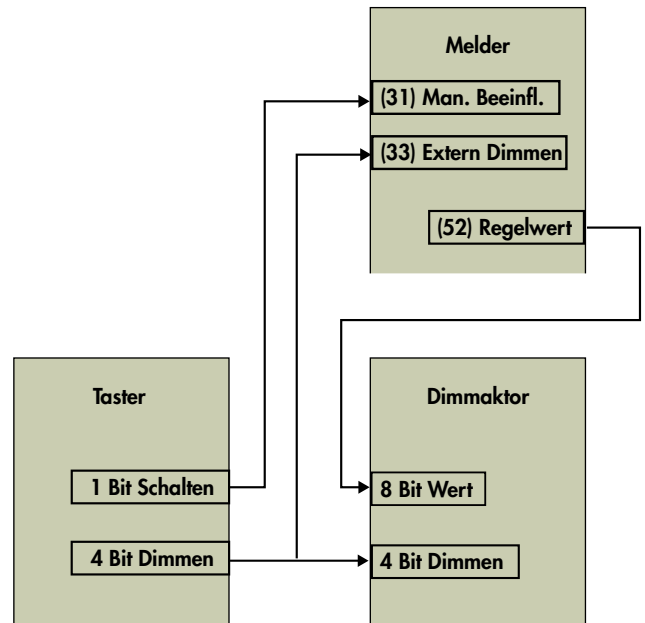 Melder
(31) Man. Beeinfl.
(33) Extern Dimmen
(52) Regelwert
Taster
1 Bit Schalten
4 Bit Dimmen
Dimmaktor
8 Bit Wert
4 Bit Dimmen